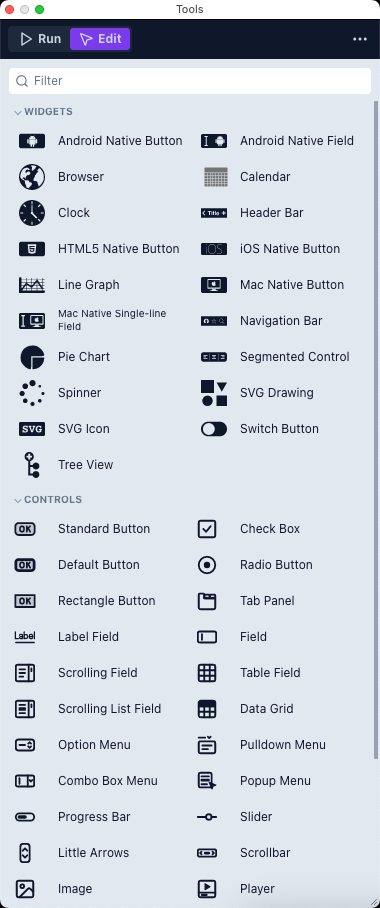 Tools
Run Edit
Filter
WIDGETS
Android Native Button Android Native Field
Browser Calendar
Clock < Title + Header Bar
HTML5 Native Button iOS iOS Native Button
Line Graph Mac Native Button
Mac Native Single-line
Field
Navigation Bar
Pie Chart Segmented Control
Spinner SVG Drawing
SVG SVG Icon Switch Button
Tree View
CONTROLS
OK Standard Button Check Box
OK Default Button Radio Button
OK Rectangle Button Tab Panel
Label Label Field Field
Scrolling Field Table Field
Scrolling List Field Data Grid
Option Menu Pulldown Menu
Combo Box Menu Popup Menu
Progress Bar Slider
Little Arrows Scrollbar
Image Player